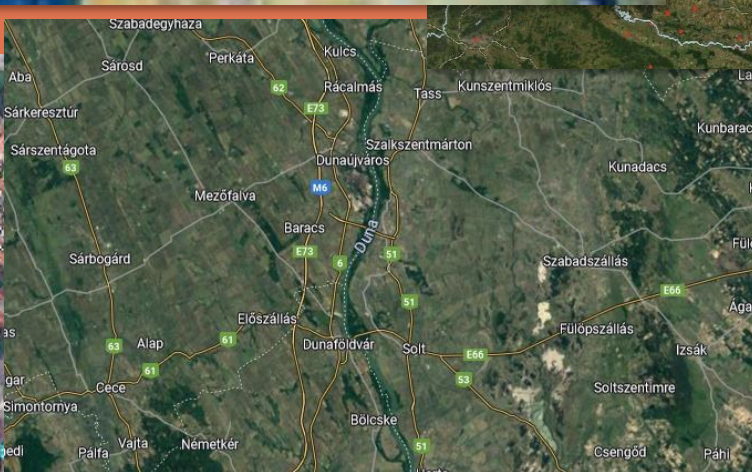 Szabadegyháza
Sárosd
Perkáta
Kulcs
Aba
62
Rácalmás
Tass
Kunszentmiklós
E73
Sárkeresztúr
Kunbarac
Sárszentágota
Szalkszentmárton
63
Dunaújváros
Kunadacs
M6
Mezőfalva
Baracs
Duna
E73
6
51
Sárbogárd
Szabadszállás
E66
51
Előszállás
Fülöpszállás
63
Alap
61
Dunaföldvár
Solt
E66
Izsák
61
53
Cece
Soltszentimre
Simontornya
Bölcske
Vajta
Németkér
51
Pálfa
Csengőd
Páhi